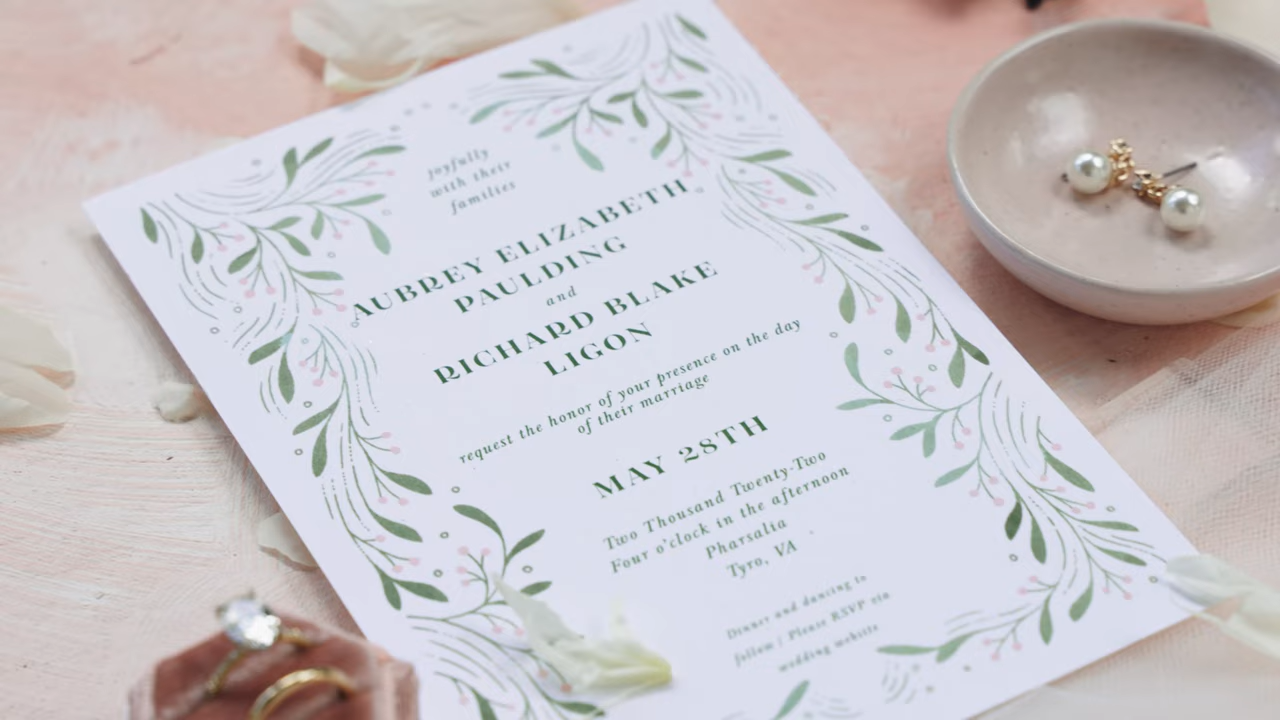 joyfully
with their
families
AUBREY ELIZABETH
PAULDING
and
RICHARD BLAKE
LIGON
request the honor of your presence on the day
of their marriage
MAY 28TH
Two Thousand Twenty-Two
Four o'clock in the afternoon
Pharsalia
Tyro, VA
Dinner and dancing to
follow | Please RSVP via
wedding website